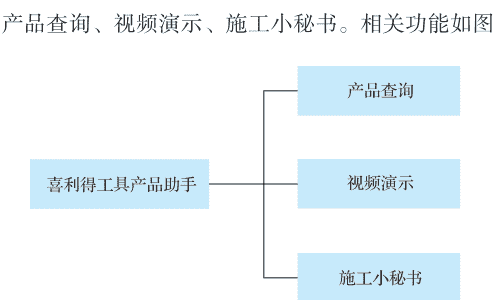 产品查询、视频演示、施工小秘书。相关功能如图
产品查询
喜利得工具产品助手
视频演示
施工小秘书